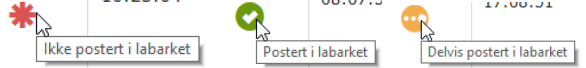 Ikke postert i labarket
Postert i labarket
Delvis postert i labarket